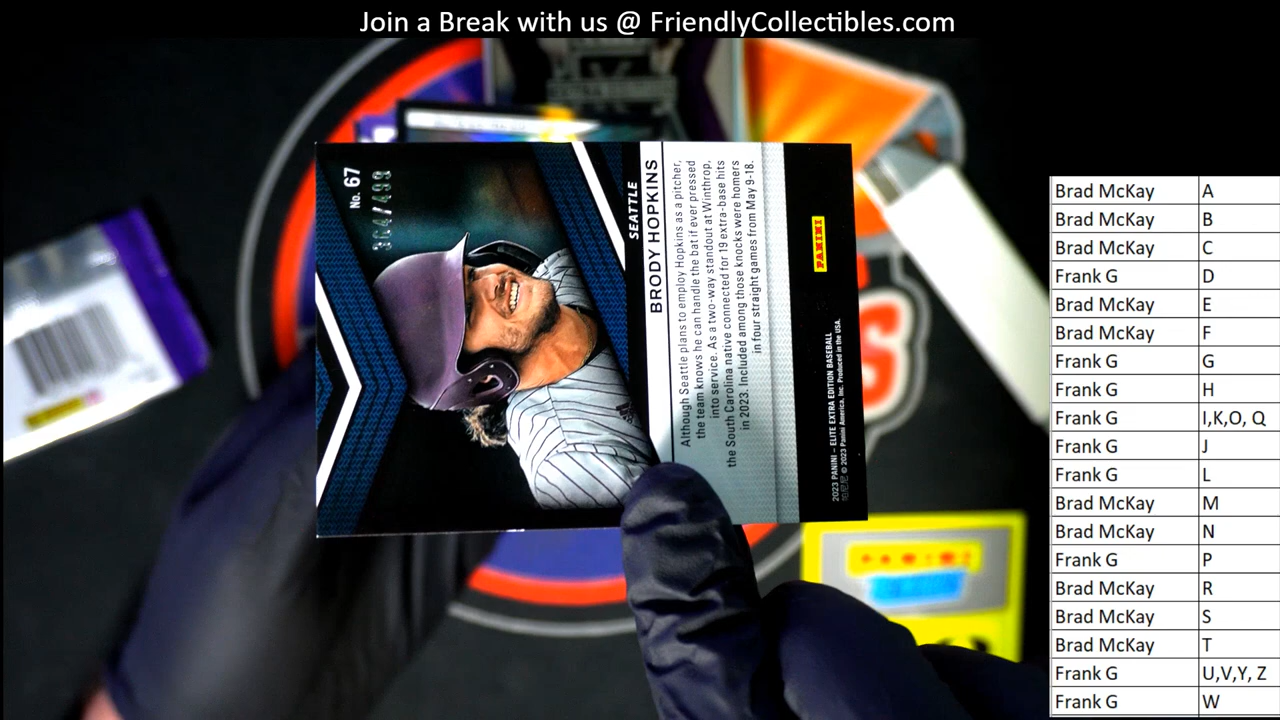 Join a Break with us @ FriendlyCollectibles.com
No. 67
304/499
SEATTLE
BRODY HOPKINS
Although Seattle plans to employ Hopkins as a pitcher,
the team knows he can handle the bat if ever pressed
into service. As a two-way standout at Winthrop,
the South Carolina native connected for 19 extra-base hits
in 2023. Included among those knocks were homers
in four straight games from May 9-18.
PANINI
2023 PANINI – ELITE EXTRA EDITION BASEBALL
帕尼尼 © 2023 Panini America, Inc. Produced in the USA.
PANINI
Brad McKay A
Brad McKay B
Brad McKay C
Frank G D
Brad McKay E
Brad McKay F
Frank G G
Frank G H
Frank G I,K,O, Q
Frank G J
Frank G L
Brad McKay M
Brad McKay N
Frank G P
Brad McKay R
Brad McKay S
Brad McKay T
Frank G U,V,Y, Z
Frank G W